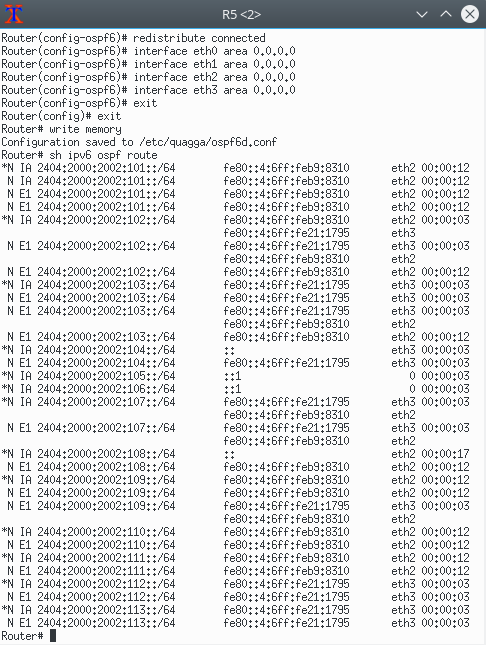 R5 <2>
Router(config-ospf6)# redistribute connected
Router(config-ospf6)# interface eth0 area 0.0.0.0
Router(config-ospf6)# interface eth1 area 0.0.0.0
Router(config-ospf6)# interface eth2 area 0.0.0.0
Router(config-ospf6)# interface eth3 area 0.0.0.0
Router(config-ospf6)# exit
Router(config)# exit
Router# write memory
Configuration saved to /etc/quagga/ospf6d.conf
Router# sh ipv6 ospf route
*N IA 2404:2000:2002:101::/64 fe80::4:6ff:feb9:8310 eth2 00:00:12
N E1 2404:2000:2002:101::/64 fe80::4:6ff:feb9:8310 eth2 00:00:12
N E1 2404:2000:2002:101::/64 fe80::4:6ff:feb9:8310 eth2 00:00:12
N E1 2404:2000:2002:101::/64 fe80::4:6ff:feb9:8310 eth2 00:00:12
*N IA 2404:2000:2002:102::/64 fe80::4:6ff:feb9:8310 eth2 00:00:03
fe80::4:6ff:fe21:1795 eth3
N E1 2404:2000:2002:102::/64 fe80::4:6ff:fe21:1795 eth3 00:00:03
fe80::4:6ff:feb9:8310 eth2
N E1 2404:2000:2002:102::/64 fe80::4:6ff:feb9:8310 eth2 00:00:12
*N IA 2404:2000:2002:103::/64 fe80::4:6ff:fe21:1795 eth3 00:00:03
N E1 2404:2000:2002:103::/64 fe80::4:6ff:fe21:1795 eth3 00:00:03
N E1 2404:2000:2002:103::/64 fe80::4:6ff:fe21:1795 eth3 00:00:03
fe80::4:6ff:feb9:8310 eth2
N E1 2404:2000:2002:103::/64 fe80::4:6ff:feb9:8310 eth2 00:00:12
*N IA 2404:2000:2002:104::/64 :: eth3 00:00:03
N E1 2404:2000:2002:104::/64 fe80::4:6ff:fe21:1795 eth3 00:00:03
*N IA 2404:2000:2002:105::/64 ::1 0 00:00:03
*N IA 2404:2000:2002:106::/64 ::1 0 00:00:03
*N IA 2404:2000:2002:107::/64 fe80::4:6ff:fe21:1795 eth3 00:00:03
fe80::4:6ff:feb9:8310 eth2
N E1 2404:2000:2002:107::/64 fe80::4:6ff:fe21:1795 eth3 00:00:03
fe80::4:6ff:feb9:8310 eth2
*N IA 2404:2000:2002:108::/64 :: eth2 00:00:17
N E1 2404:2000:2002:108::/64 fe80::4:6ff:feb9:8310 eth2 00:00:12
*N IA 2404:2000:2002:109::/64 fe80::4:6ff:feb9:8310 eth2 00:00:12
N E1 2404:2000:2002:109::/64 fe80::4:6ff:feb9:8310 eth2 00:00:12
N E1 2404:2000:2002:109::/64 fe80::4:6ff:fe21:1795 eth3 00:00:03
fe80::4:6ff:feb9:8310 eth2
*N IA 2404:2000:2002:110::/64 fe80::4:6ff:feb9:8310 eth2 00:00:12
N E1 2404:2000:2002:110::/64 fe80::4:6ff:feb9:8310 eth2 00:00:12
*N IA 2404:2000:2002:111::/64 fe80::4:6ff:feb9:8310 eth2 00:00:12
N E1 2404:2000:2002:111::/64 fe80::4:6ff:feb9:8310 eth2 00:00:12
*N IA 2404:2000:2002:112::/64 fe80::4:6ff:fe21:1795 eth3 00:00:03
N E1 2404:2000:2002:112::/64 fe80::4:6ff:fe21:1795 eth3 00:00:03
*N IA 2404:2000:2002:113::/64 fe80::4:6ff:fe21:1795 eth3 00:00:03
N E1 2404:2000:2002:113::/64 fe80::4:6ff:fe21:1795 eth3 00:00:03
Router#